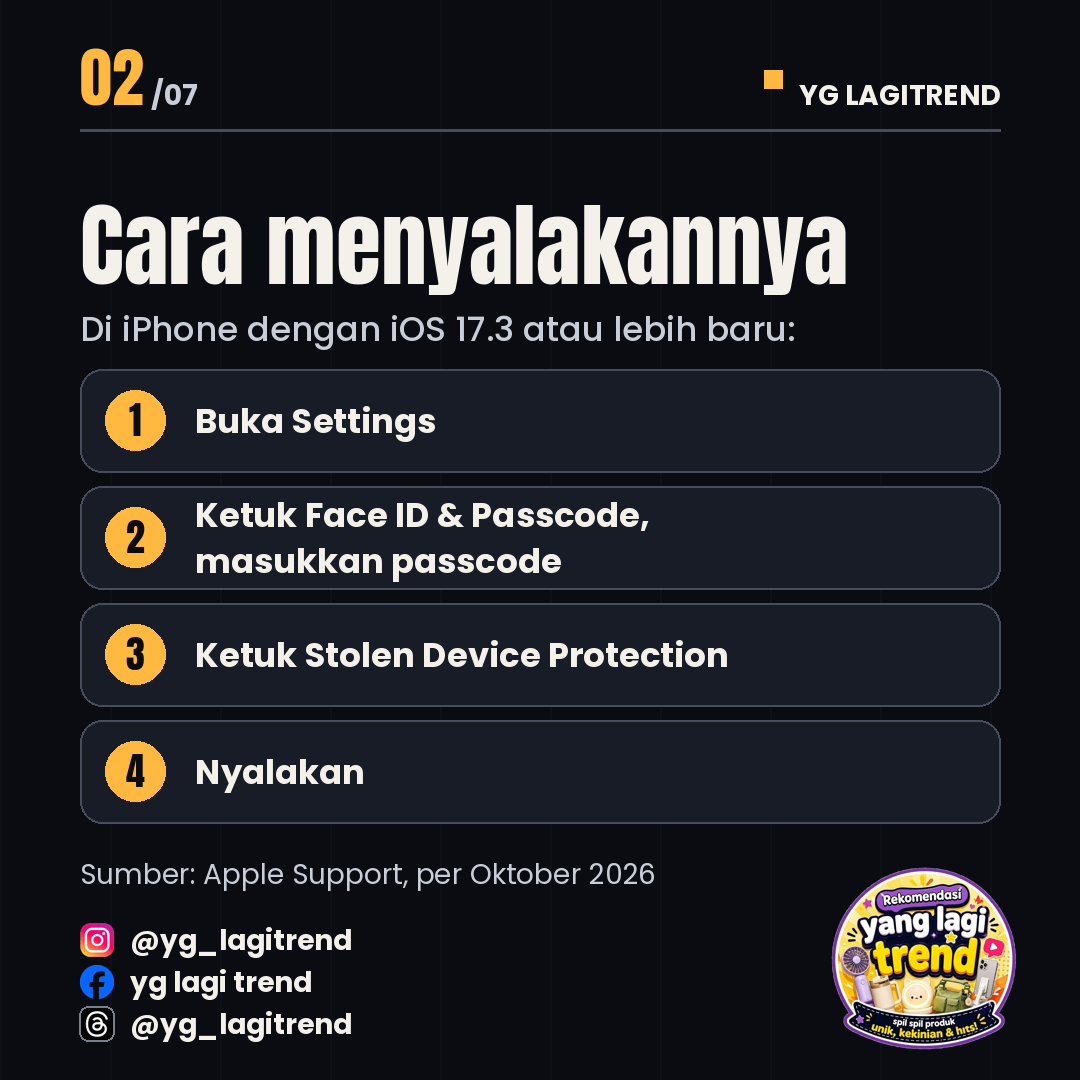 02 /07
YG LAGITREND
Cara menyalakannya
Di iPhone dengan iOS 17.3 atau lebih baru:
1 Buka Settings
2 Ketuk Face ID & Passcode,
masukkan passcode
3 Ketuk Stolen Device Protection
4 Nyalakan
Sumber: Apple Support, per Oktober 2026
@yg_lagitrend
yg lagi trend
@yg_lagitrend
Rekomendasi
yang lagi
trend
spil spil produk
unik, kekinian & hits!